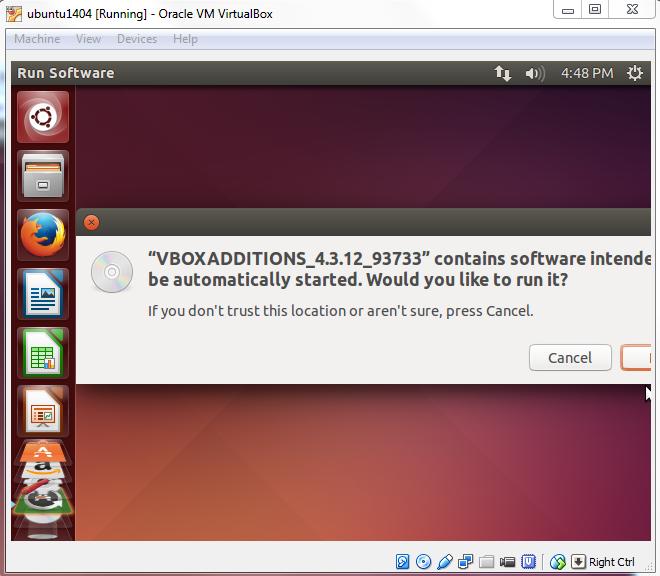 ubuntu1404 [Running] - Oracle VM VirtualBox
Machine View Devices Help
Run Software 4:48 PM
“VBOXADDITIONS_4.3.12_93733” contains software intende
be automatically started. Would you like to run it?
If you don't trust this location or aren't sure, press Cancel.
Cancel
Right Ctrl